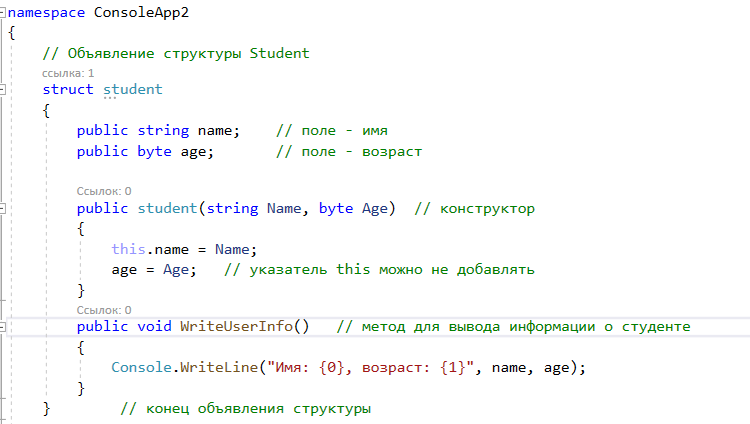 namespace ConsoleApp2
{
// Объявление структуры Student
ссылка: 1
struct student
{
public string name; // поле - имя
public byte age; // поле - возраст
Ссылок: 0
public student(string Name, byte Age) // конструктор
{
this.name = Name;
age = Age; // указатель this можно не добавлять
}
Ссылок: 0
public void WriteUserInfo() // метод для вывода информации о студенте
{
Console.WriteLine("Имя: {0}, возраст: {1}", name, age);
}
} // конец объявления структуры